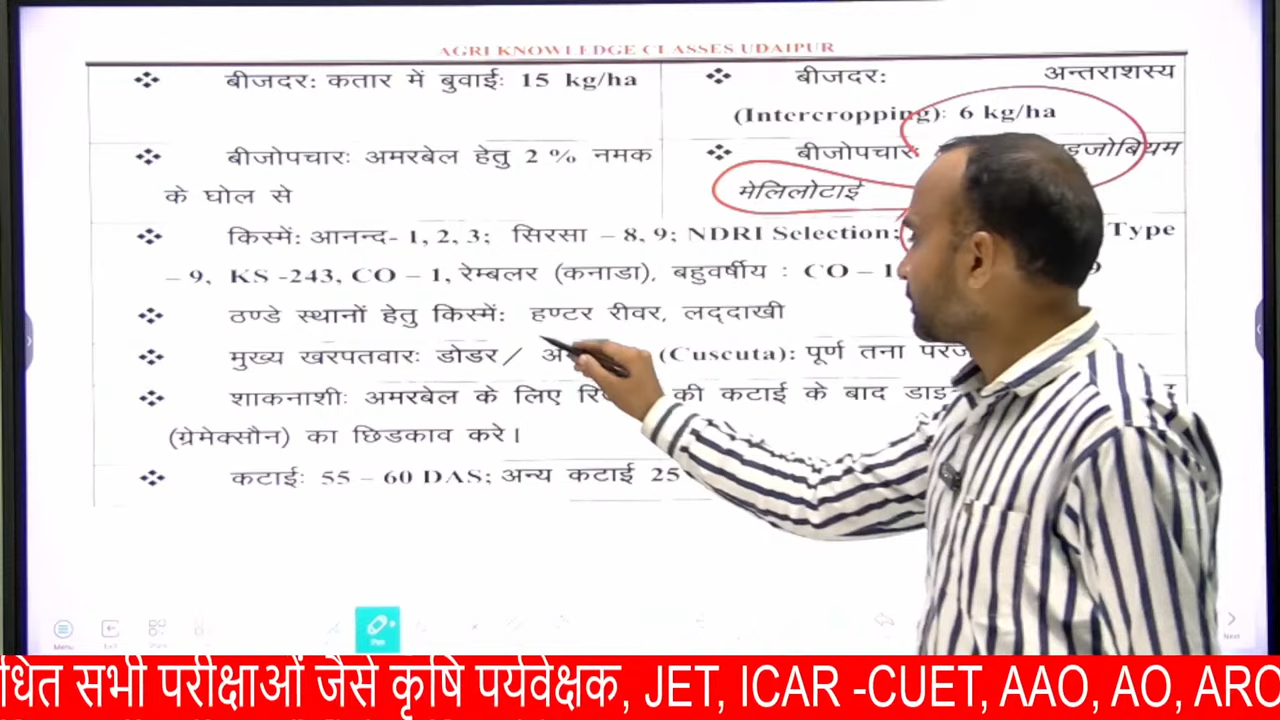 AGRI KNOWLEDGE CLASSES UDAIPUR
बीजदर: कतार में बुवाईः 15 kg/ha
बीजदर: अन्तराशस्य
(Intercropping): 6 kg/ha
बीजोपचारः अमरबेल हेतु 2 % नमक
के घोल से
बीजोपचार
मेलिलोटाई
किस्में: आनन्द- 1, 2, 3; सिरसा – 8, 9; NDRI Selection: Type
– 9, KS -243, CO – 1, रेम्बलर (कनाडा), बहुवर्षीय : CO –
ठण्डे स्थानों हेतु किस्में: हण्टर रीवर, लद्दाखी
मुख्य खरपतवारः डोडर/ (Cuscuta): पूर्ण तना
शाकनाशीः अमरबेल के लिए की कटाई के बाद
(ग्रेमेक्सौन) का छिडकाव करे।
कटाईः 55 – 60 DAS; अन्य कटाई 25
Menu
Pen
Next
सभी परीक्षाओं जैसे कृषि पर्यवेक्षक, JET, ICAR -CUET, AAO, AO, ARO